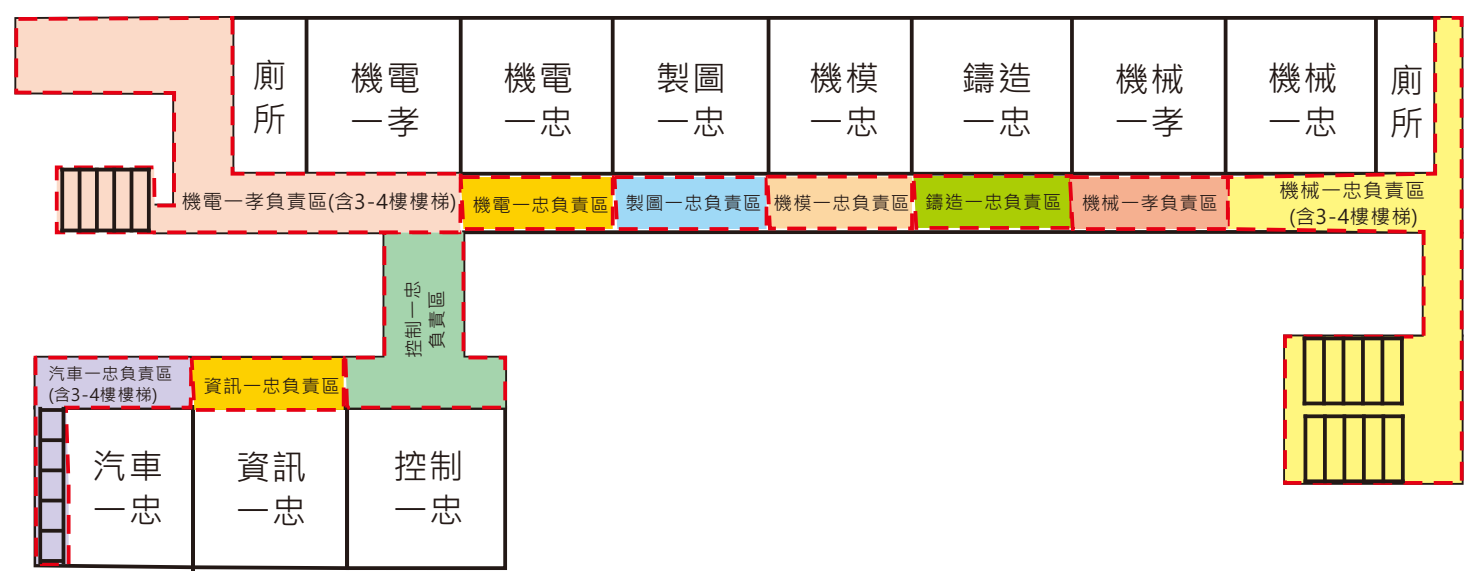 廁
所
機電
一孝
機電
一忠
製圖
一忠
機模
一忠
鑄造
一忠
機械
一孝
機械
一忠
廁
所
機電一孝負責區(含3-4樓樓梯)
機電一忠負責區
製圖一忠負責區
機模一忠負責區
鑄造一忠負責區
機械一孝負責區
機械一忠負責區
(含3-4樓樓梯)
控制一忠
負責區
汽車一忠負責區
(含3-4樓樓梯)
資訊一忠負責區
汽車
一忠
資訊
一忠
控制
一忠